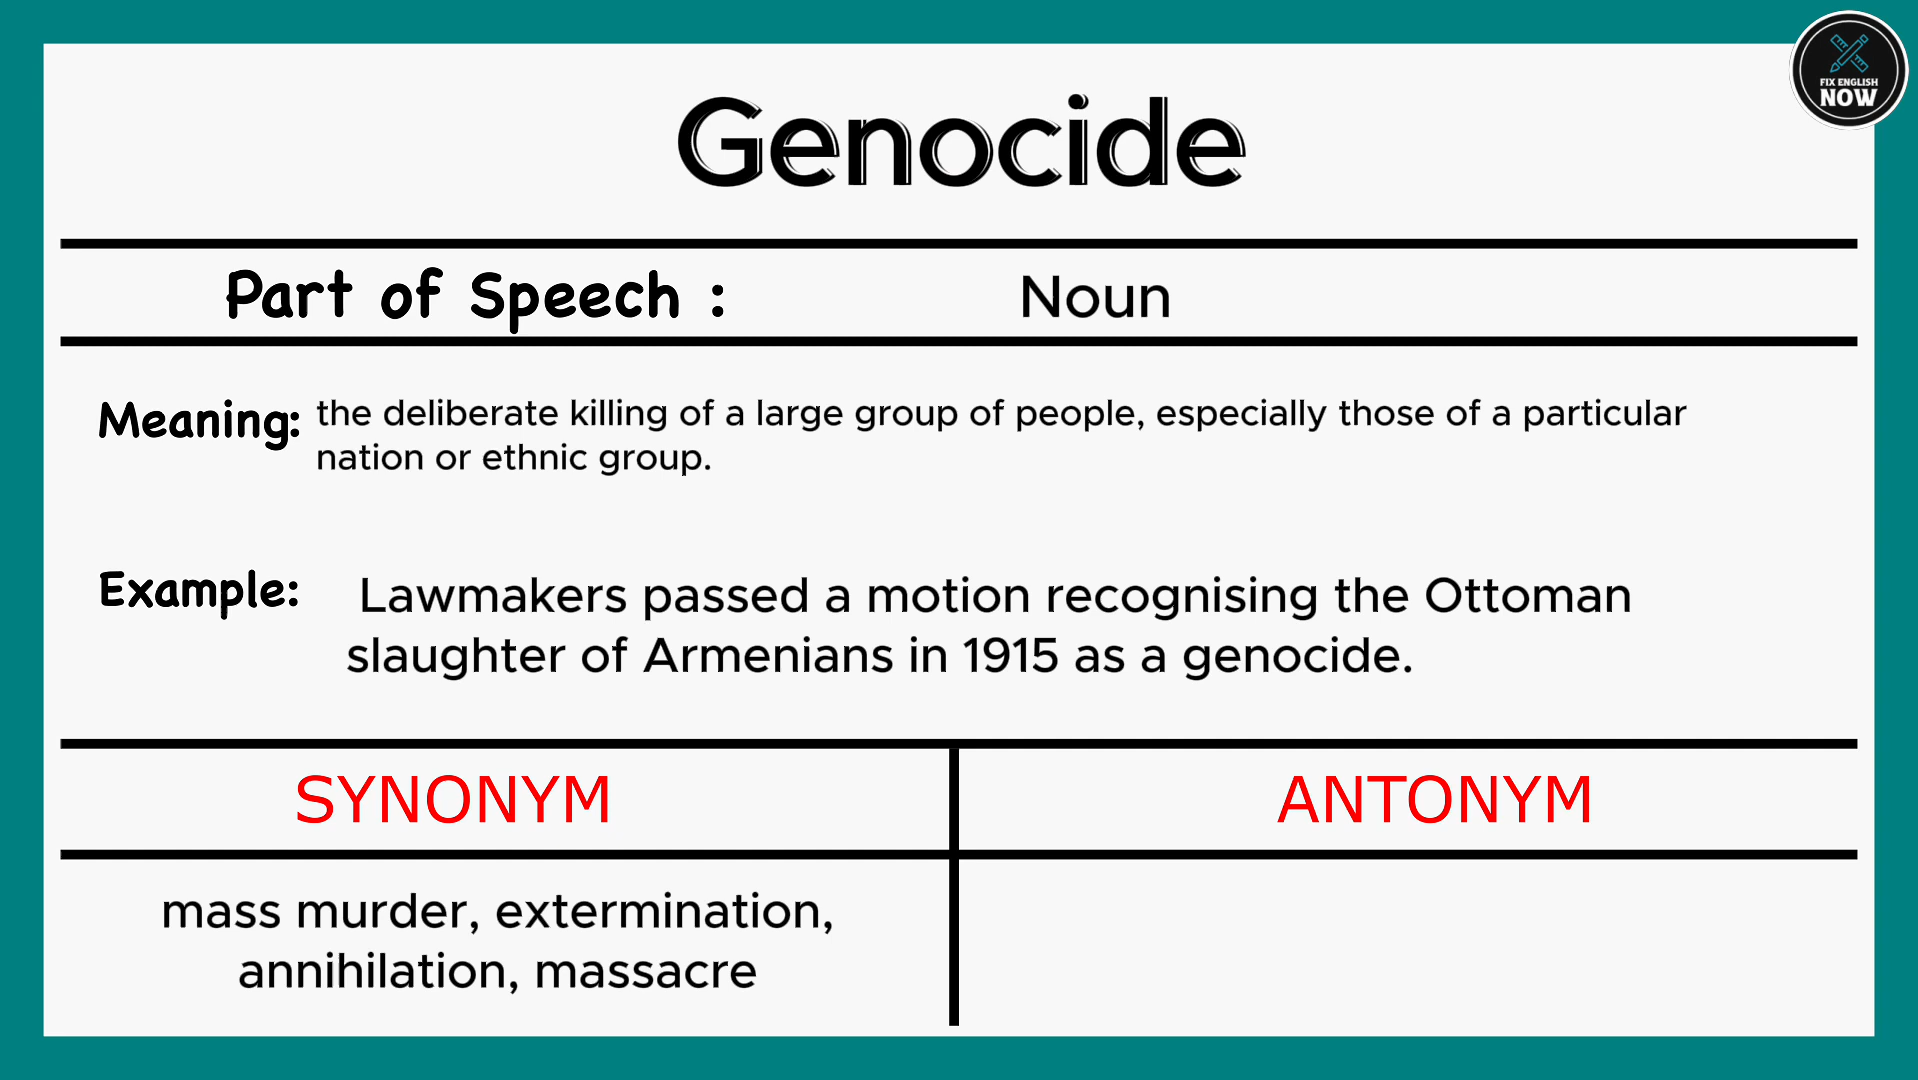 FIX ENGLISH
NOW
Genocide
Part of Speech : Noun
Meaning: the deliberate killing of a large group of people, especially those of a particular
nation or ethnic group.
Example: Lawmakers passed a motion recognising the Ottoman
slaughter of Armenians in 1915 as a genocide.
SYNONYM ANTONYM
mass murder, extermination,
annihilation, massacre